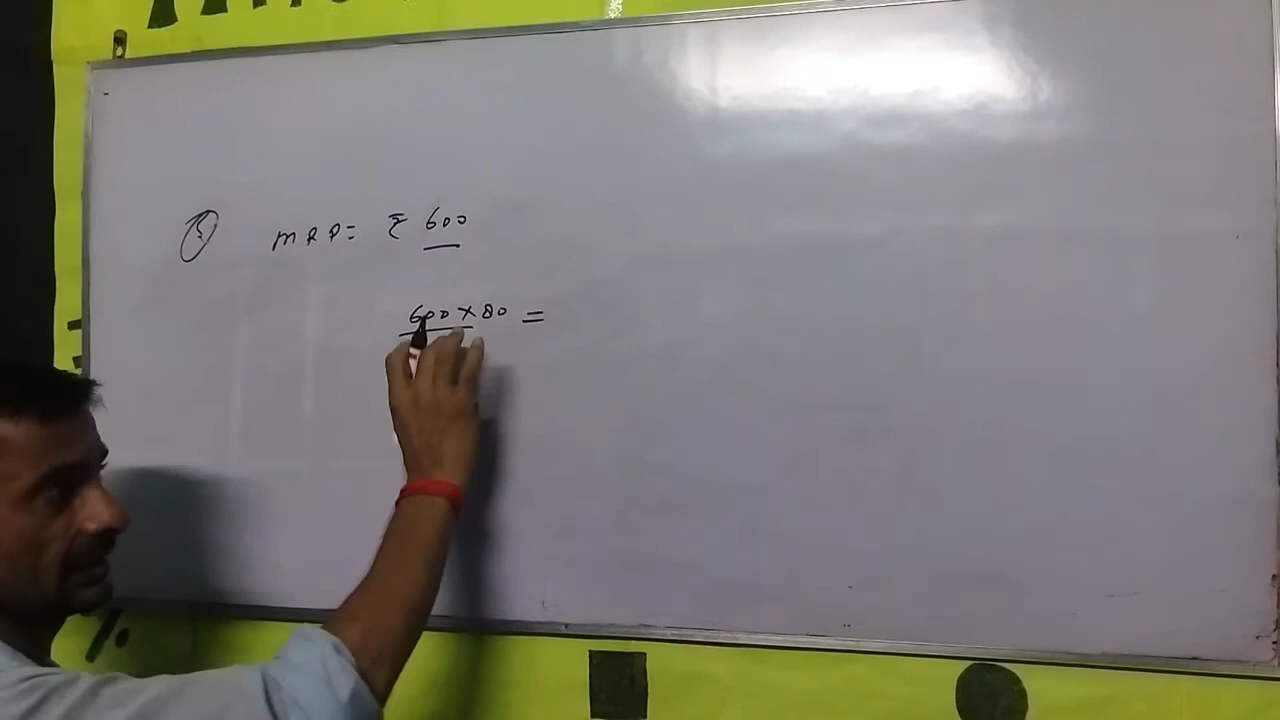 MRP= ₹ 600
600 × 80 =
%